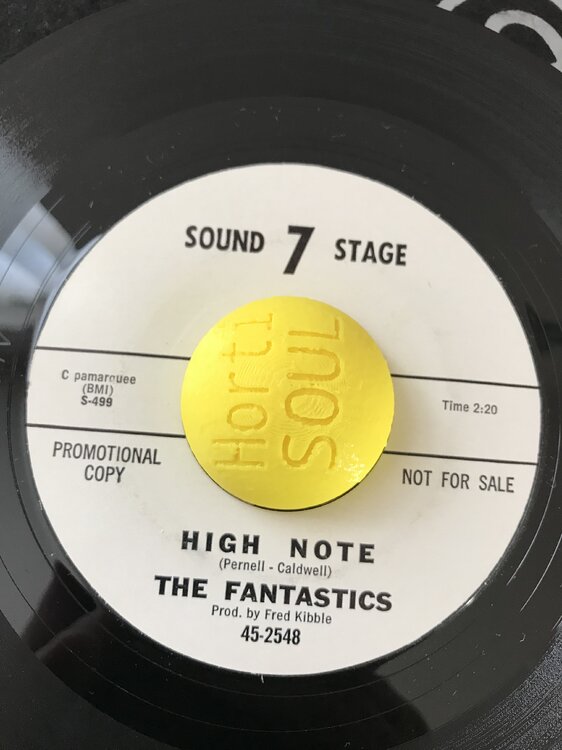 SOUND 7 STAGE
C pamarquee
(BMI)
S-499
Time 2:20
Horti
SOUL
PROMOTIONAL
COPY
NOT FOR SALE
HIGH NOTE
(Pernell - Caldwell)
THE FANTASTICS
Prod. by Fred Kibble
45-2548